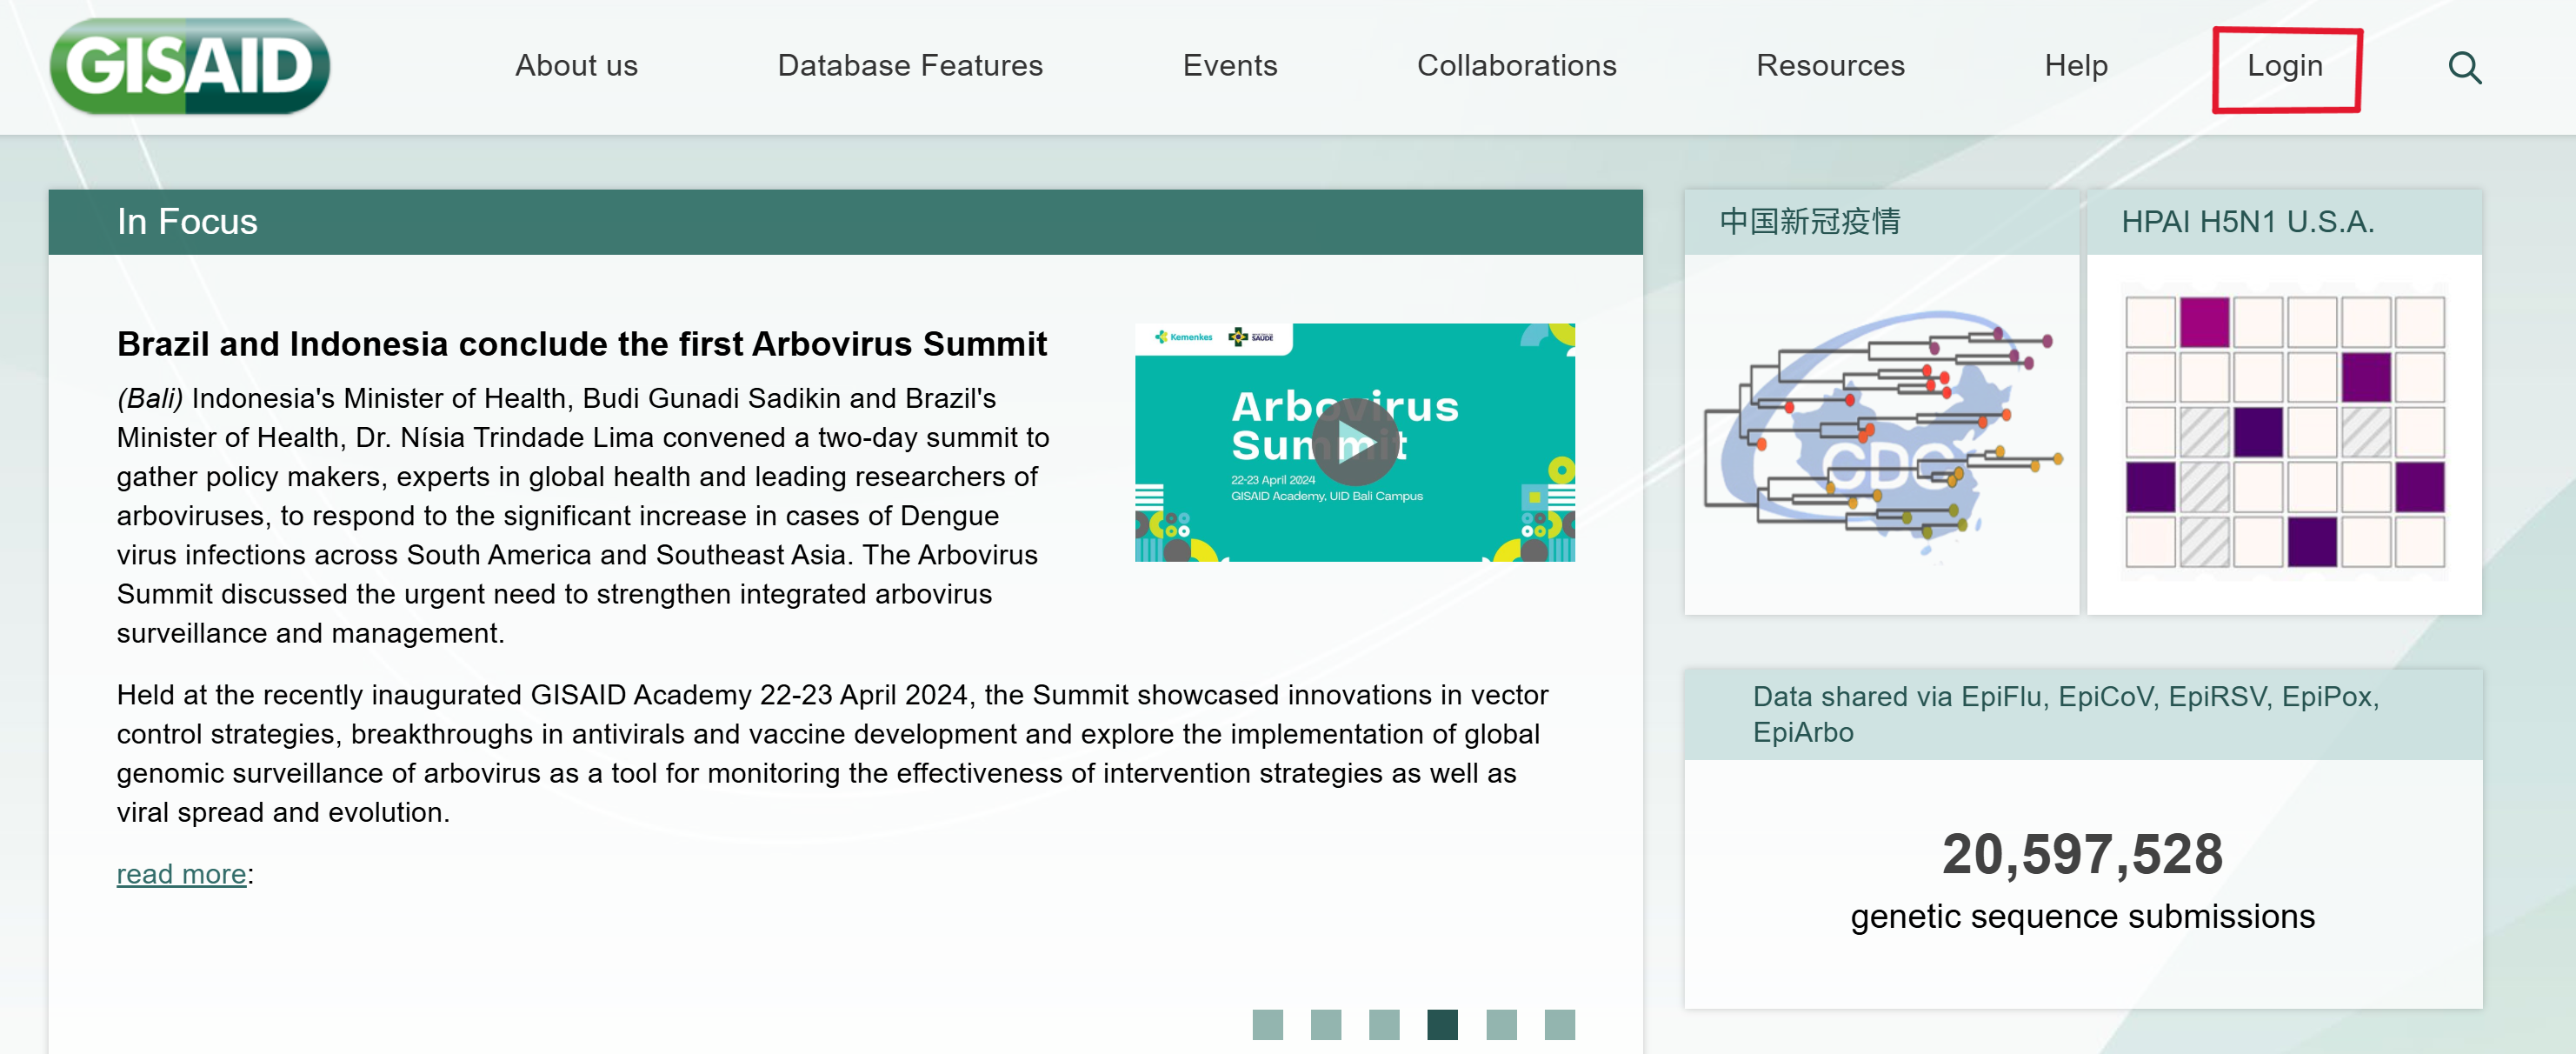 GISAID
About us
Database Features
Events
Collaborations
Resources
Help
Login
In Focus
Brazil and Indonesia conclude the first Arbovirus Summit
(Bali) Indonesia's Minister of Health, Budi Gunadi Sadikin and Brazil's
Minister of Health, Dr. Nísia Trindade Lima convened a two-day summit to
gather policy makers, experts in global health and leading researchers of
arboviruses, to respond to the significant increase in cases of Dengue
virus infections across South America and Southeast Asia. The Arbovirus
Summit discussed the urgent need to strengthen integrated arbovirus
surveillance and management.
Kemenkes
SAÚDE
Arbovirus
Summit
22-23 April 2024
GISAID Academy, UID Bali Campus
Held at the recently inaugurated GISAID Academy 22-23 April 2024, the Summit showcased innovations in vector
control strategies, breakthroughs in antivirals and vaccine development and explore the implementation of global
genomic surveillance of arbovirus as a tool for monitoring the effectiveness of intervention strategies as well as
viral spread and evolution.
read more:
中国新冠疫情
CDC
HPAI H5N1 U.S.A.
Data shared via EpiFlu, EpiCoV, EpiRSV, EpiPox,
EpiArbo
20,597,528
genetic sequence submissions